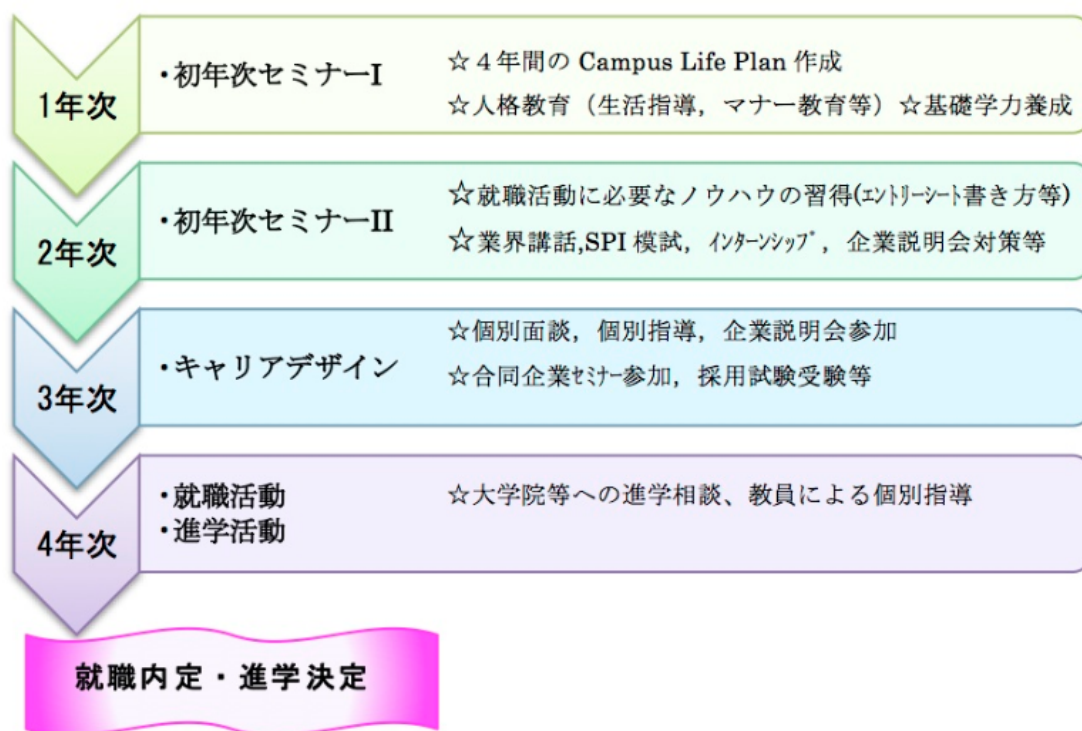 1年次
・初年次セミナーI
☆４年間の Campus Life Plan 作成
☆人格教育（生活指導，マナー教育等）☆基礎学力養成
2年次
・初年次セミナーII
☆就職活動に必要なノウハウの習得(ｴﾝﾄﾘｰｼｰﾄ書き方等)
☆業界講話,SPI 模試，ｲﾝﾀｰﾝｼｯﾌﾟ，企業説明会対策等
3年次
・キャリアデザイン
☆個別面談，個別指導，企業説明会参加
☆合同企業ｾﾐﾅｰ参加，採用試験受験等
4年次
・就職活動
・進学活動
☆大学院等への進学相談、教員による個別指導
就職内定・進学決定